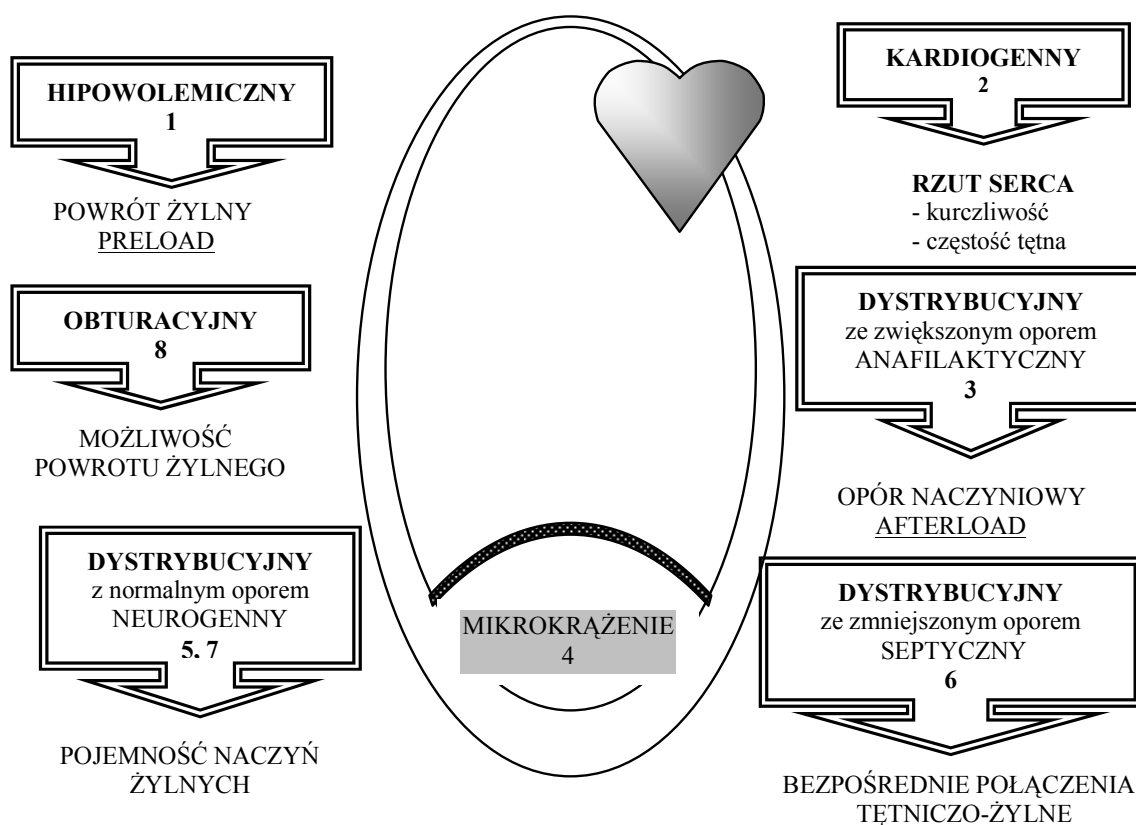 HIPOWOLEMICZNY
1
POWRÓT ŻYLNY
PRELOAD
OBTURACYJNY
8
MOŻLIWOŚĆ
POWROTU ŻYLNEGO
DYSTRYBUCYJNY
z normalnym oporem
NEUROGENNY
5, 7
POJEMNOŚĆ NACZYŃ
ŻYLNYCH
MIKROKRĄŻENIE
4
KARDIOGENNY
2
RZUT SERCA
- kurczliwość
- częstość tętna
DYSTRYBUCYJNY
ze zwiększonym oporem
ANAFILAKTYCZNY
3
OPÓR NACZYNIOWY
AFTERLOAD
DYSTRYBUCYJNY
ze zmniejszonym oporem
SEPTYCZNY
6
BEZPOŚREDNIE POŁĄCZENIA
TĘTNICZO-ŻYLNE